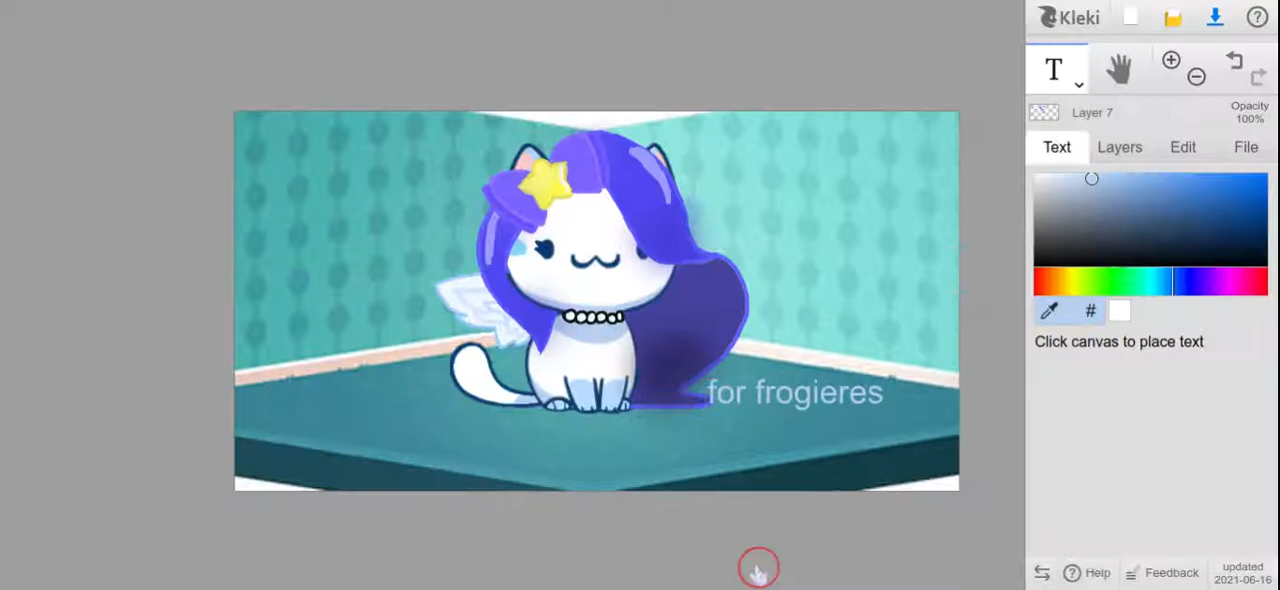 Kleki
T
Layer 7
Opacity
100%
Text Layers Edit File
#
Click canvas to place text
for frogieres
Help Feedback updated
2021-06-16